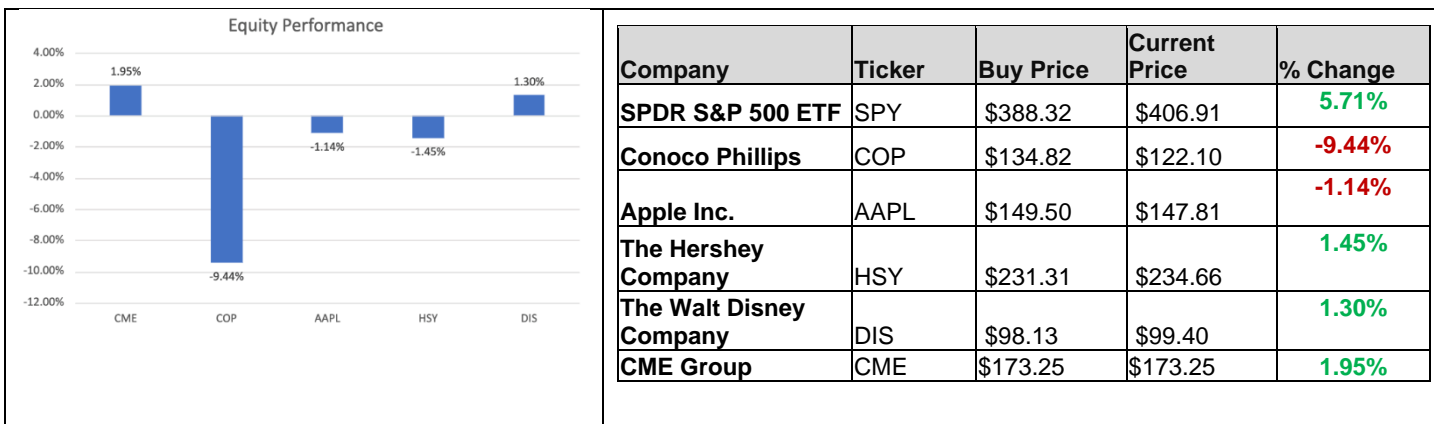 Equity Performance
4.00%
2.00%
0.00%
-2.00%
-4.00%
-6.00%
-8.00%
-10.00%
-12.00%
1.95%
-9.44%
-1.14%
-1.45%
1.30%
CME COP AAPL HSY DIS
Company Ticker Buy Price Current Price % Change
SPDR S&P 500 ETF SPY $388.32 $406.91 5.71%
Conoco Phillips COP $134.82 $122.10 -9.44%
Apple Inc. AAPL $149.50 $147.81 -1.14%
The Hershey
Company HSY $231.31 $234.66 1.45%
The Walt Disney
Company DIS $98.13 $99.40 1.30%
CME Group CME $173.25 $173.25 1.95%